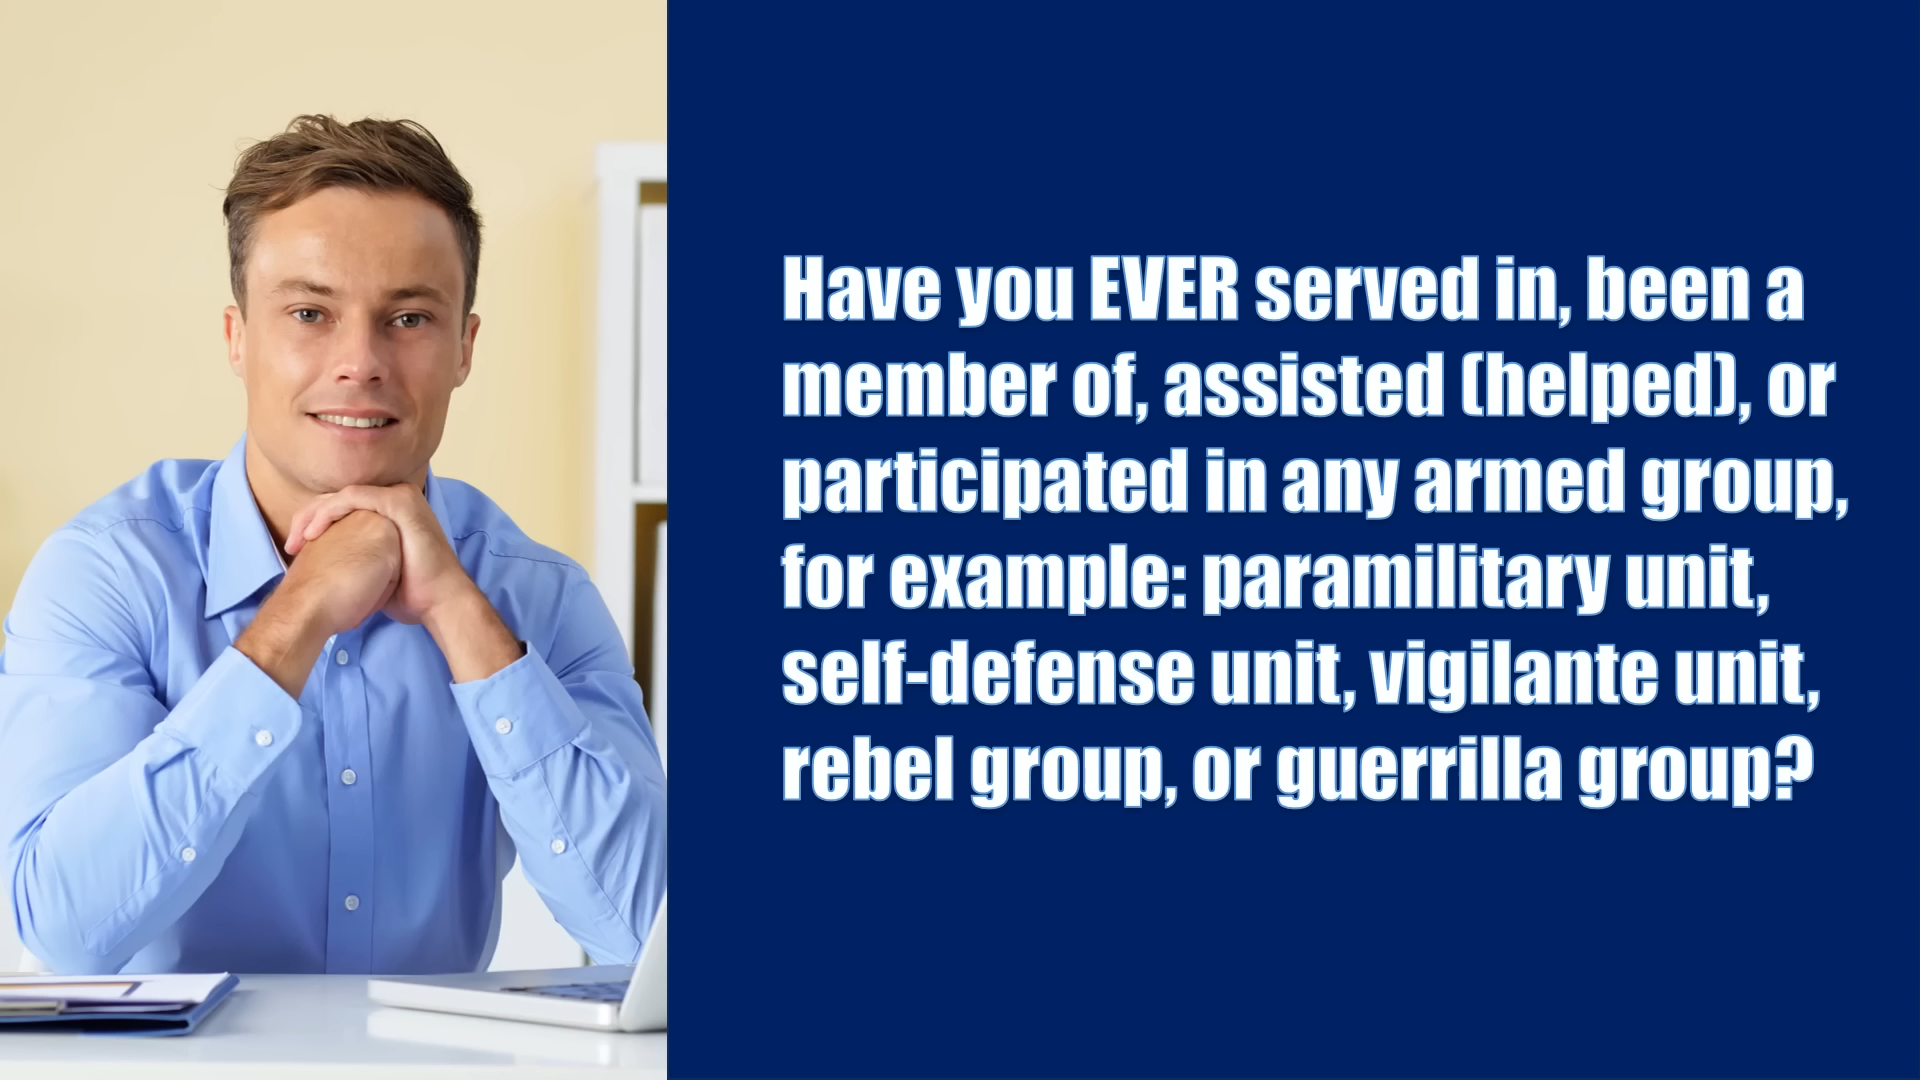 Have you EVER served in, been a
member of, assisted (helped), or
participated in any armed group,
for example: paramilitary unit,
self-defense unit, vigilante unit,
rebel group, or guerrilla group?